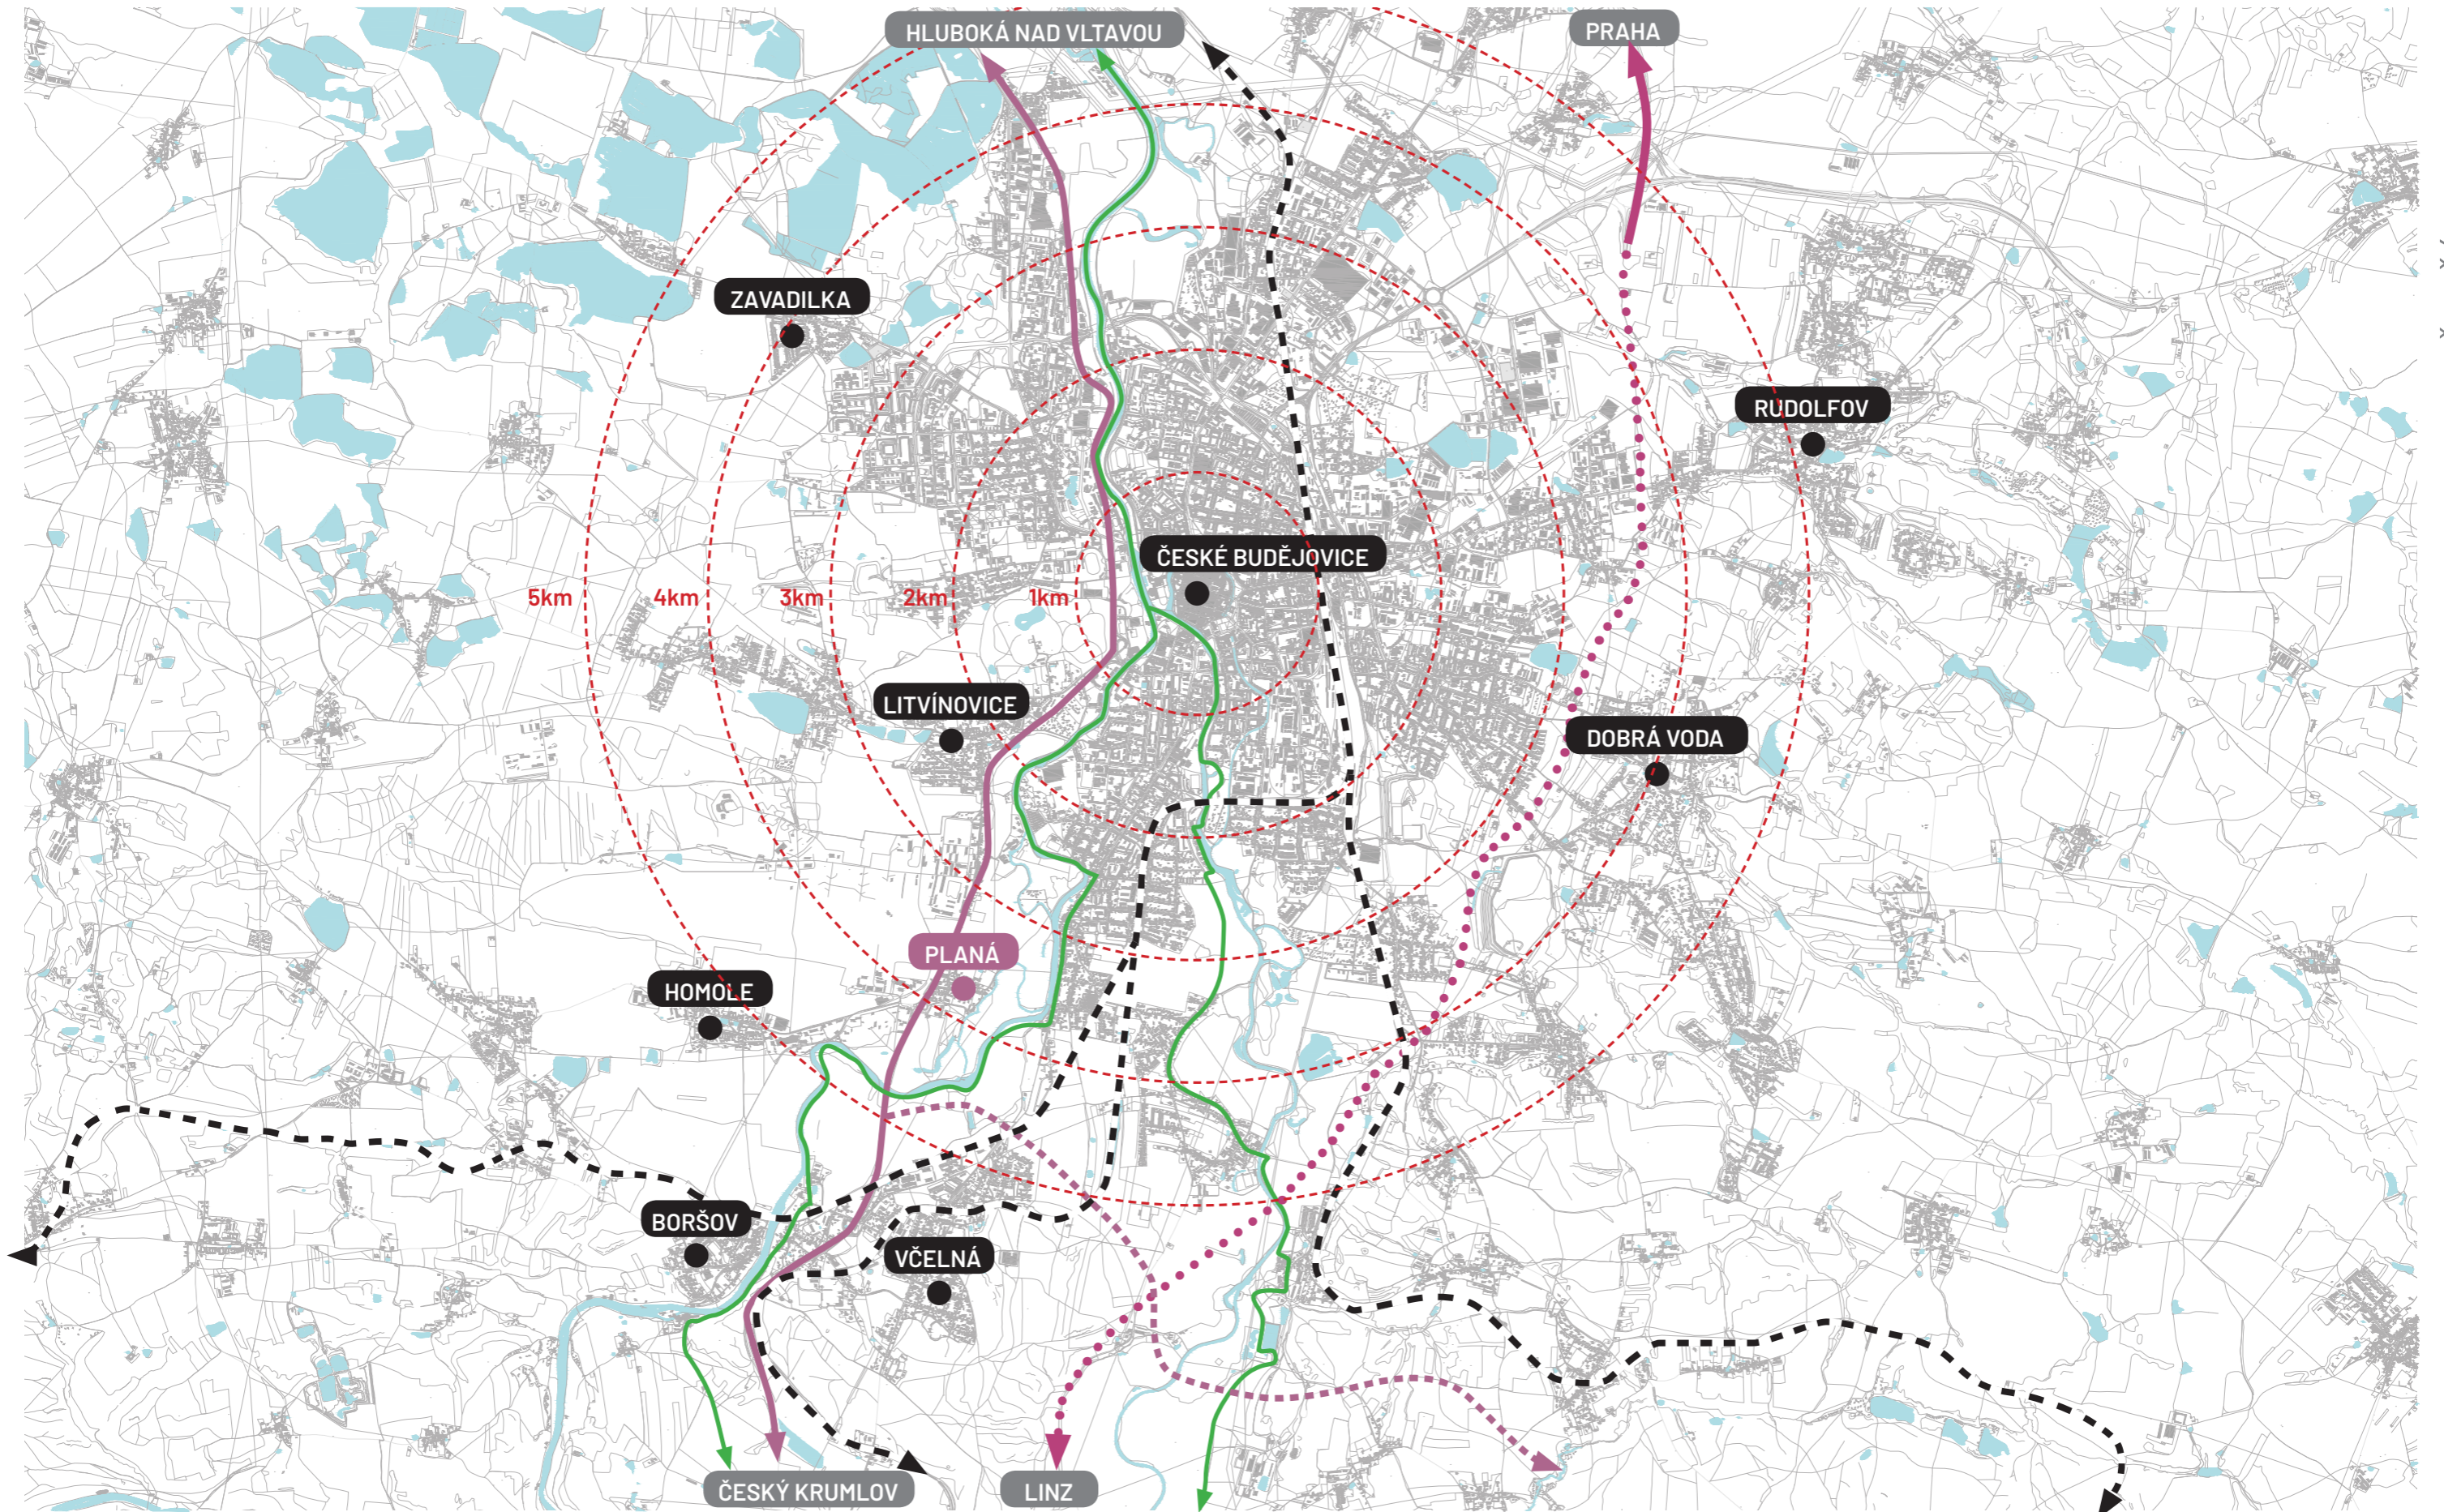 HLUBOKÁ NAD VLTAVOU
PRAHA
ZAVADILKA
RUDOLFOV
ČESKÉ BUDĚJOVICE
5km
4km
3km
2km
1km
LITVÍNOVICE
DOBRÁ VODA
PLANÁ
HOMOLE
BORŠOV
VČELNÁ
ČESKÝ KRUMLOV
LINZ